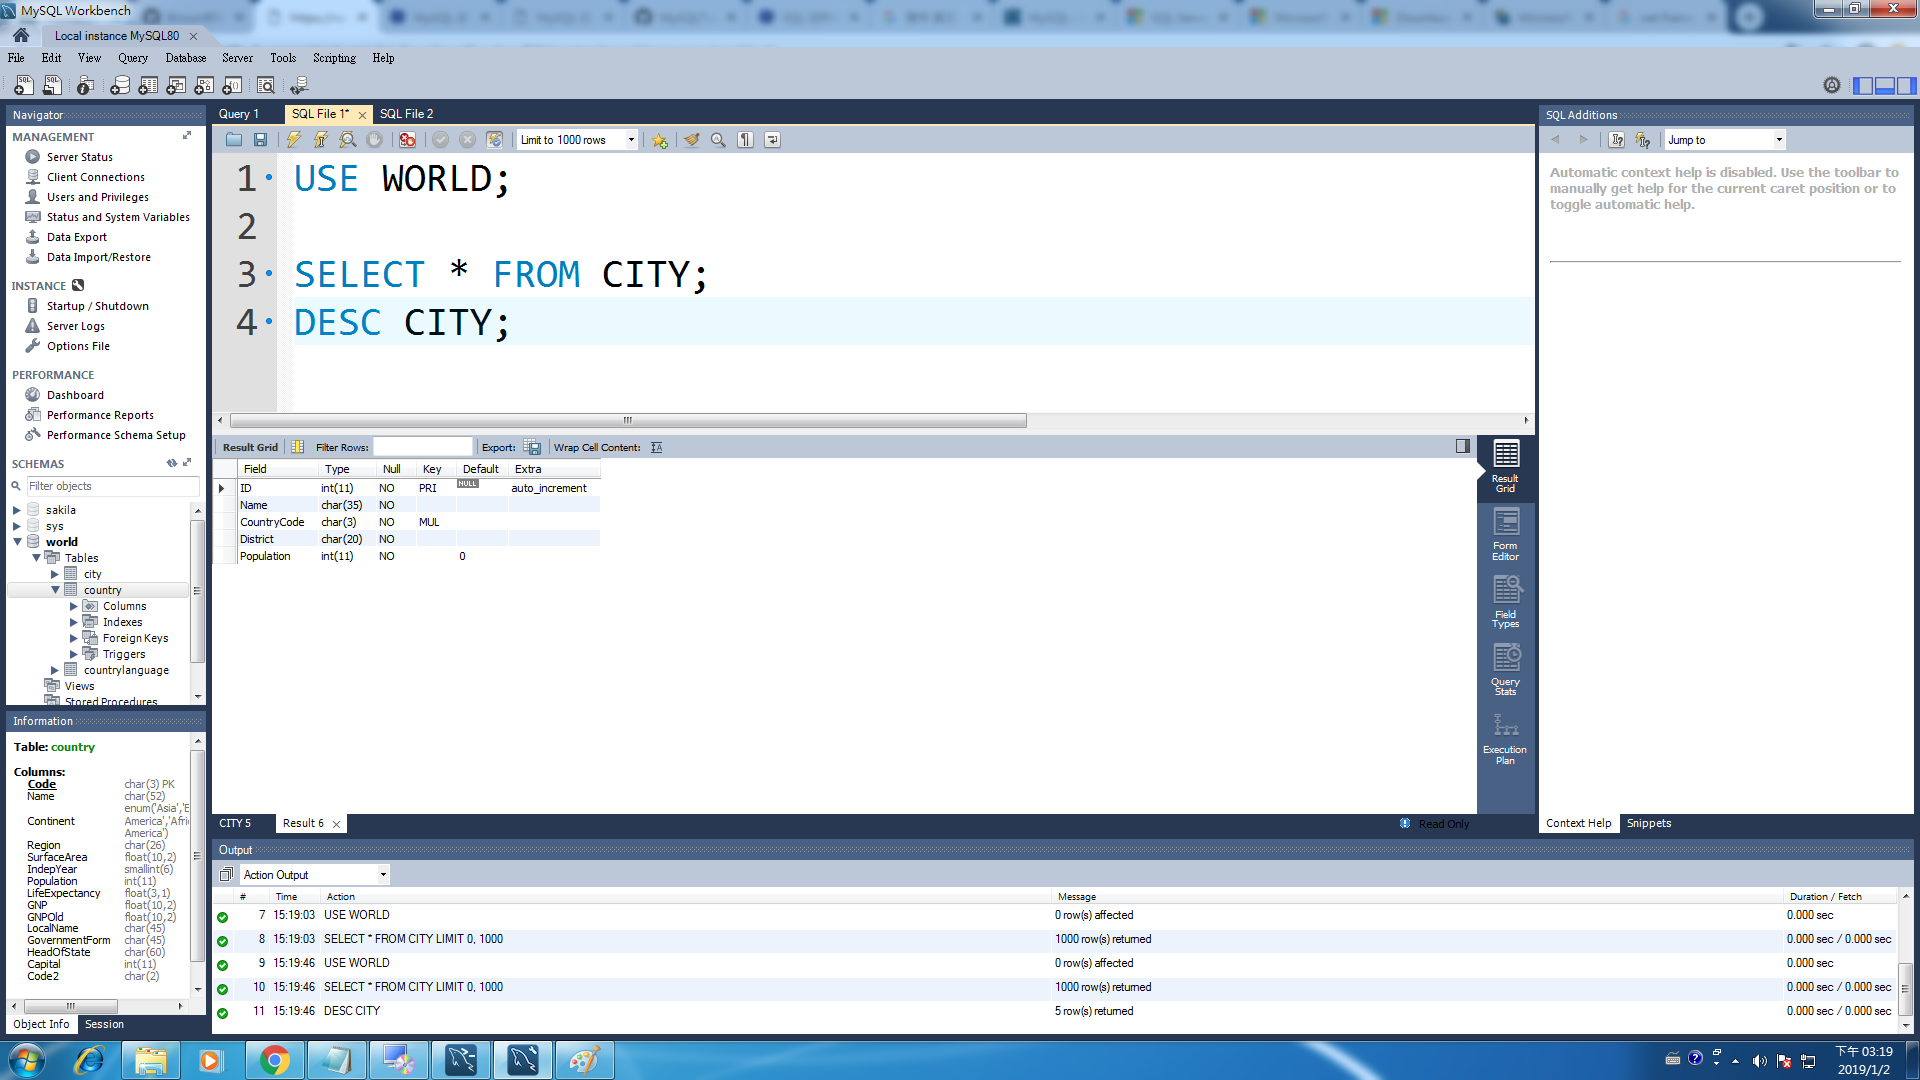 MySQL Workbench
Local instance MySQL80
File Edit View Query Database Server Scripting Tools Help
Navigator
MANAGEMENT
Server Status
Client Connections
Users and Privileges
Status and System Variables
Data Export
Data Import/Restore
INSTANCE
Startup / Shutdown
Server Logs
Options File
PERFORMANCE
Dashboard
Performance Reports
Performance Schema Setup
SCHEMAS
Filter objects
sakila
sys
world
Tables
city
country
Columns
Indexes
Foreign Keys
Triggers
countrylanguage
Views
Stored Procedures
Information
Table: country
Columns:
Code char(3) PK
Name char(52)
enum('Asia','E
Continent America','Afri
America')
Region char(26)
SurfaceArea float(10,2)
IndepYear smallint(6)
Population int(11)
LifeExpectancy float(3,1)
GNP float(10,2)
GNPOld float(10,2)
LocalName char(45)
GovernmentForm char(45)
HeadOfState char(60)
Capital int(11)
Code2 char(2)
Object Info Session
Query 1 SQL File 1* SQL File 2
Limit to 1000 rows
1 USE WORLD;
2
3 SELECT * FROM CITY;
4 DESC CITY;
Result Grid Filter Rows: Export: Wrap Cell Content:
Field Type Null Key Default Extra
ID int(11) NO PRI NULL auto_increment
Name char(35) NO
CountryCode char(3) NO MUL
District char(20) NO
Population int(11) NO 0
Result
Grid
Form
Editor
Field
Types
Query
Stats
Execution
Plan
CITY 5 Result 6 Read Only
Output
Action Output
# Time Action Message Duration / Fetch
7 15:19:03 USE WORLD 0 row(s) affected 0.000 sec
8 15:19:03 SELECT * FROM CITY LIMIT 0, 1000 1000 row(s) returned 0.000 sec / 0.000 sec
9 15:19:46 USE WORLD 0 row(s) affected 0.000 sec
10 15:19:46 SELECT * FROM CITY LIMIT 0, 1000 1000 row(s) returned 0.000 sec / 0.000 sec
11 15:19:46 DESC CITY 5 row(s) returned 0.000 sec / 0.000 sec
SQL Additions
Jump to
Automatic context help is disabled. Use the toolbar to
manually get help for the current caret position or to
toggle automatic help.
Context Help Snippets
下午 03:19
2019/1/2